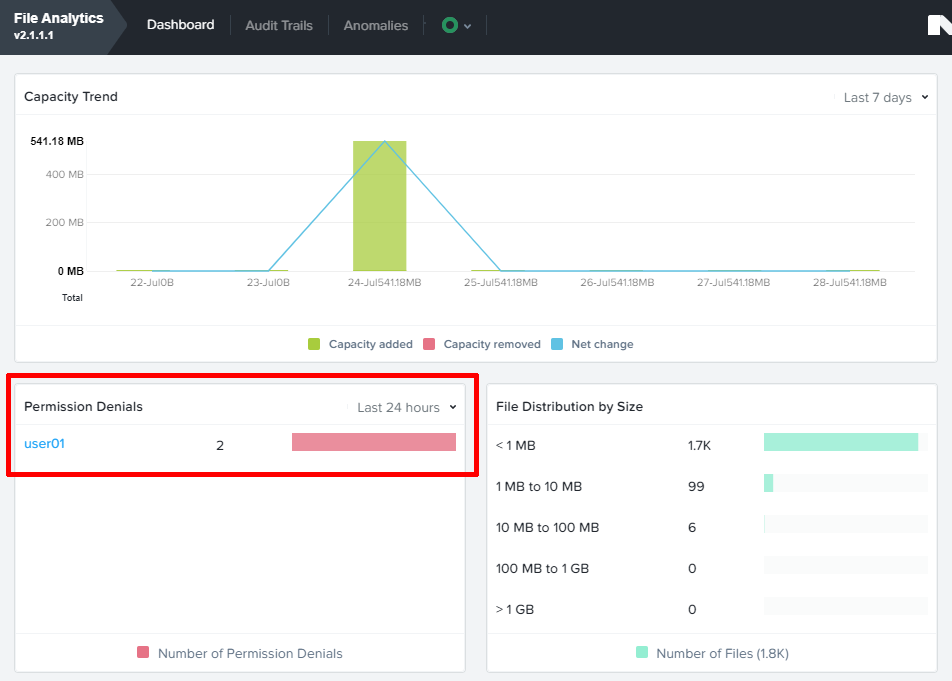 File Analytics
v2.1.1.1
Dashboard
Audit Trails
Anomalies
Capacity Trend
Last 7 days
541.18 MB
400 MB
200 MB
0 MB
Total
22-Jul0B
23-Jul0B
24-Jul541.18MB
25-Jul541.18MB
26-Jul541.18MB
27-Jul541.18MB
28-Jul541.18MB
Capacity added
Capacity removed
Net change
Permission Denials
Last 24 hours
user01 2
Number of Permission Denials
File Distribution by Size
< 1 MB 1.7K
1 MB to 10 MB 99
10 MB to 100 MB 6
100 MB to 1 GB 0
> 1 GB 0
Number of Files (1.8K)